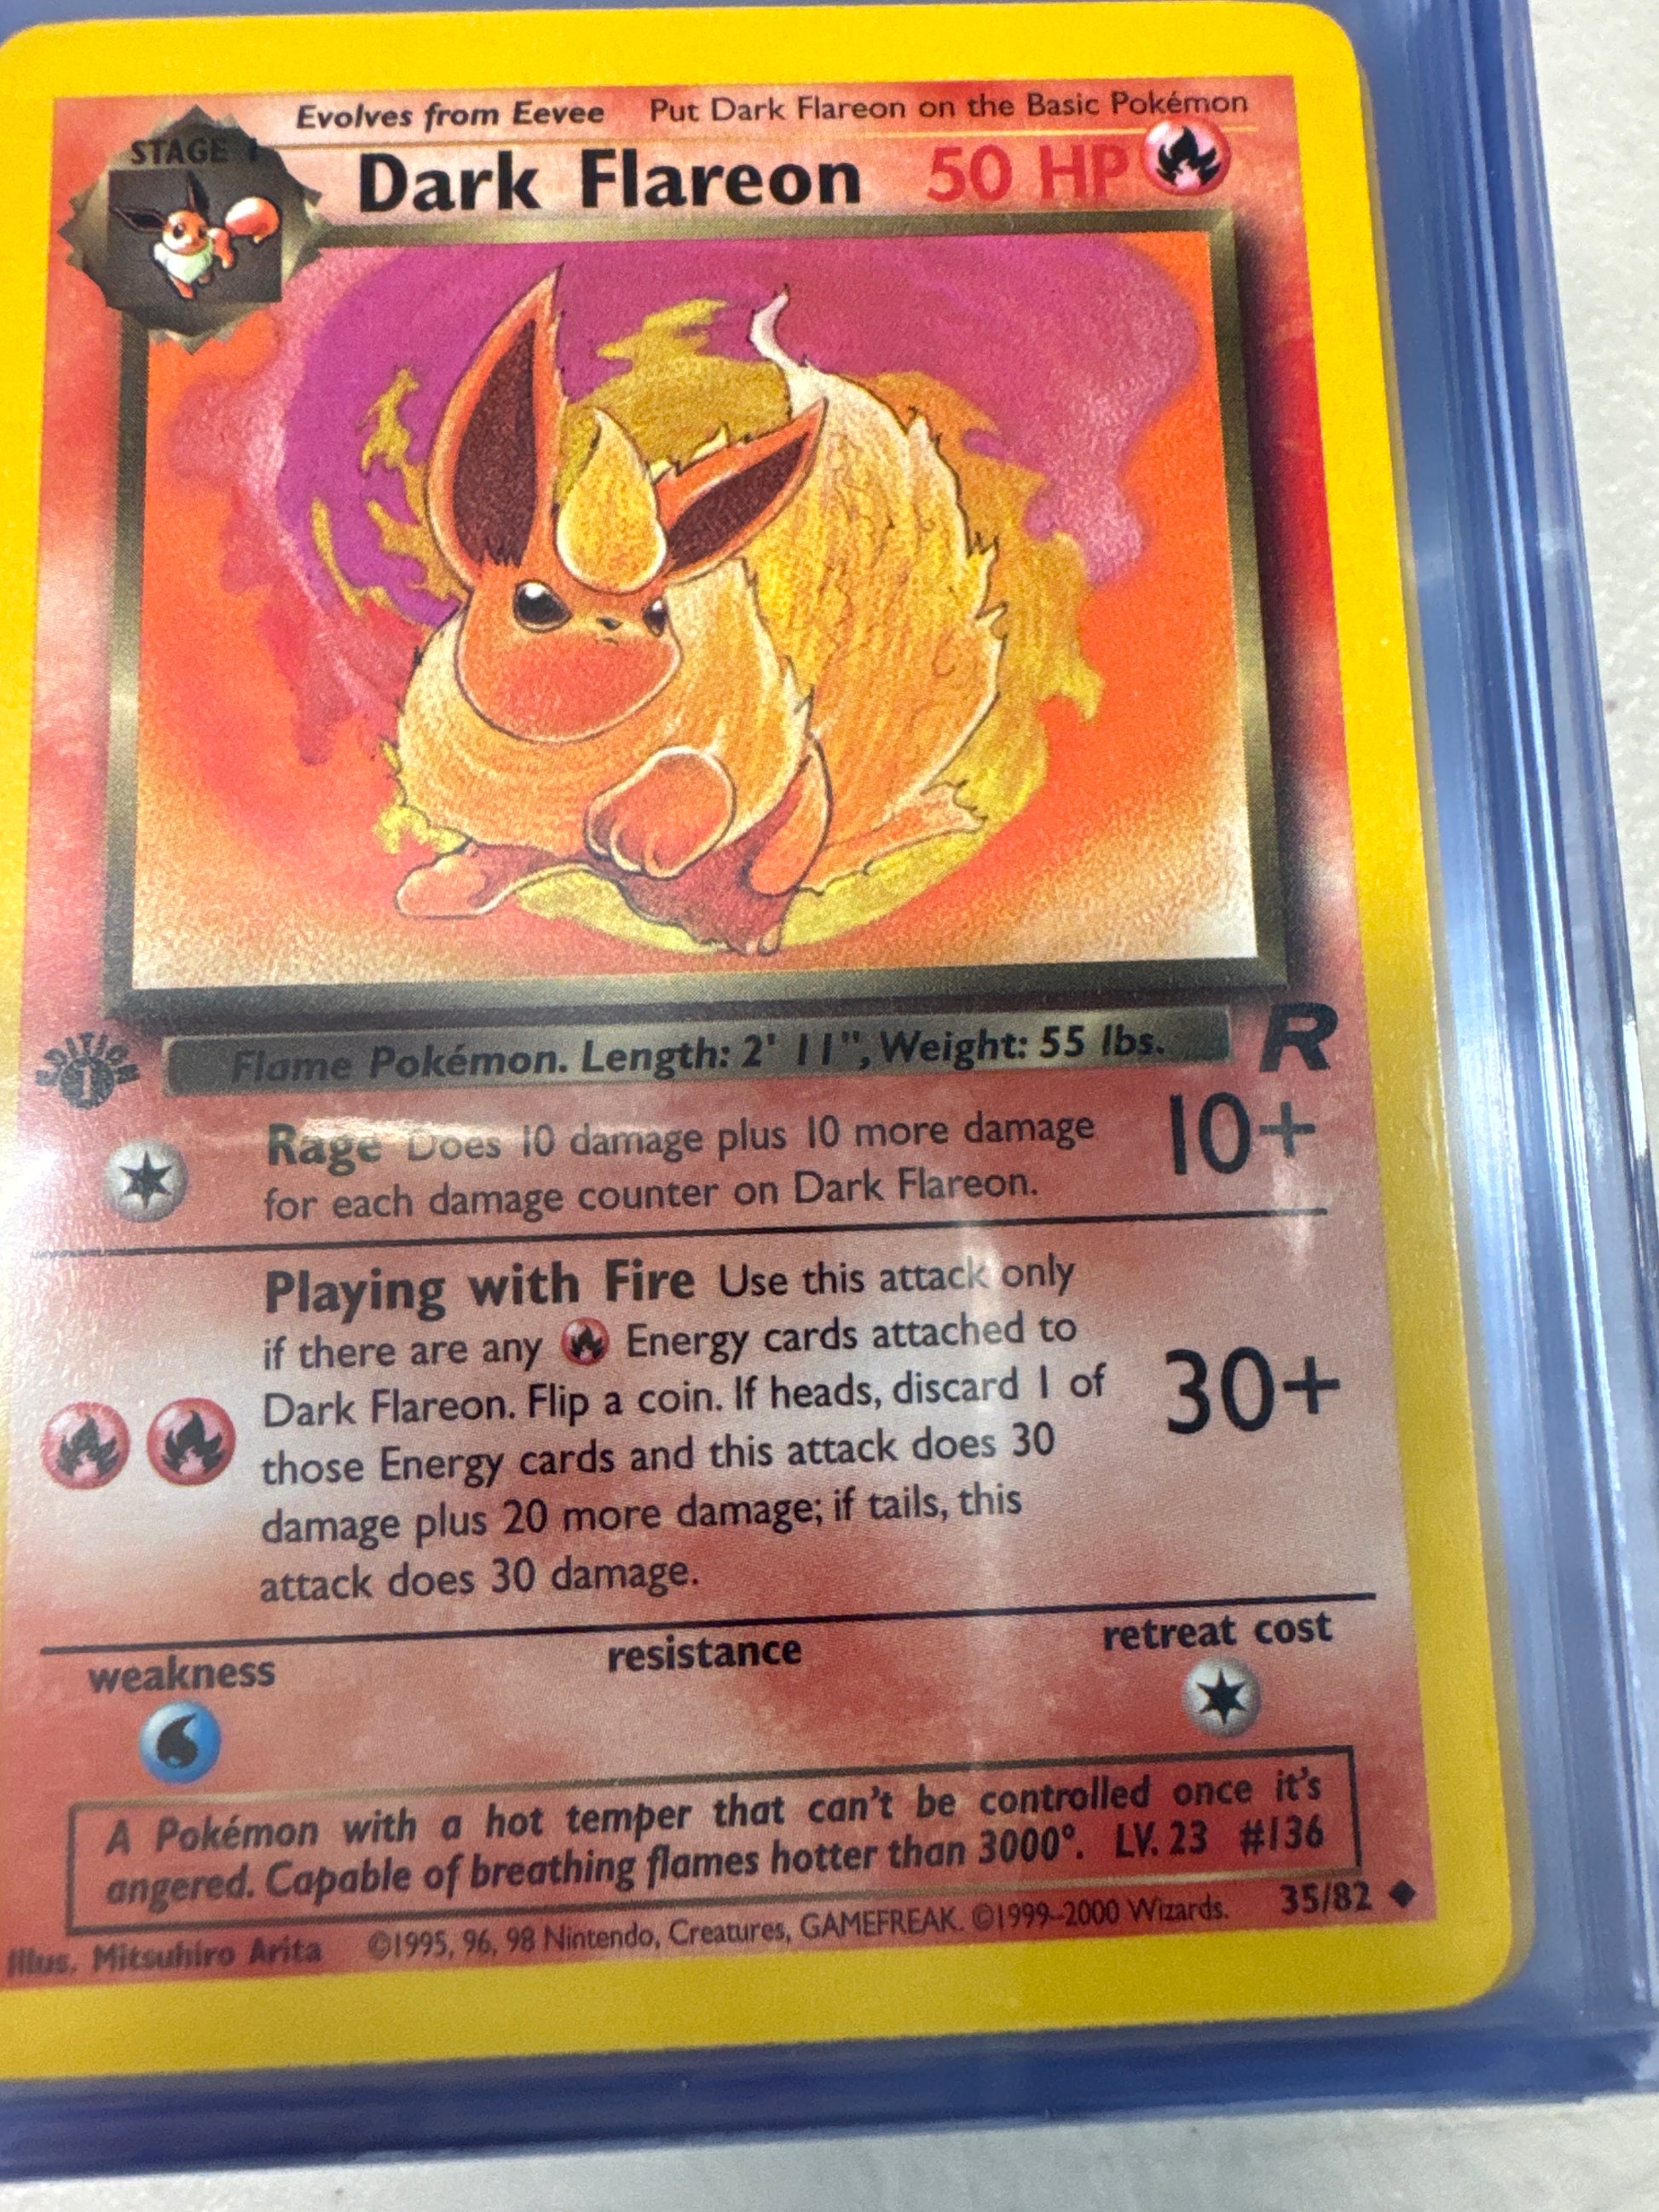 Evolves from Eevee Put Dark Flareon on the Basic Pokémon
STAGE 1
Dark Flareon 50 HP
EDITION
1
Flame Pokémon. Length: 2' 11", Weight: 55 lbs.
R
Rage Does 10 damage plus 10 more damage 10+
for each damage counter on Dark Flareon.
Playing with Fire Use this attack only
if there are any Energy cards attached to
Dark Flareon. Flip a coin. If heads, discard 1 of 30+
those Energy cards and this attack does 30
damage plus 20 more damage; if tails, this
attack does 30 damage.
weakness resistance retreat cost
A Pokémon with a hot temper that can't be controlled once it's
angered. Capable of breathing flames hotter than 3000°. LV. 23 #136
Illus. Mitsuhiro Arita ©1995, 96, 98 Nintendo, Creatures, GAMEFREAK. ©1999-2000 Wizards. 35/82